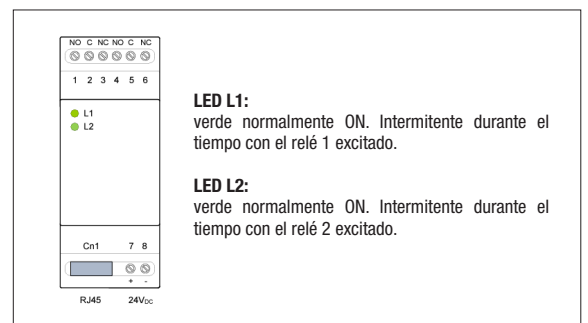 NO C NC NO C NC
1 2 3 4 5 6
L1
L2
Cn1 7 8
+ -
RJ45 24VDC
LED L1:
verde normalmente ON. Intermitente durante el
tiempo con el relé 1 excitado.
LED L2:
verde normalmente ON. Intermitente durante el
tiempo con el relé 2 excitado.